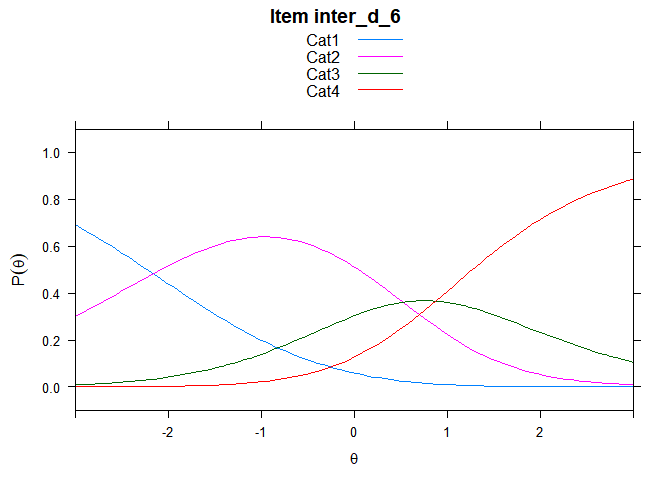 Item inter_d_6
Cat1
Cat2
Cat3
Cat4
1.0
0.8
0.6
0.4
0.2
0.0
P(θ)
-2 -1 0 1 2
θ